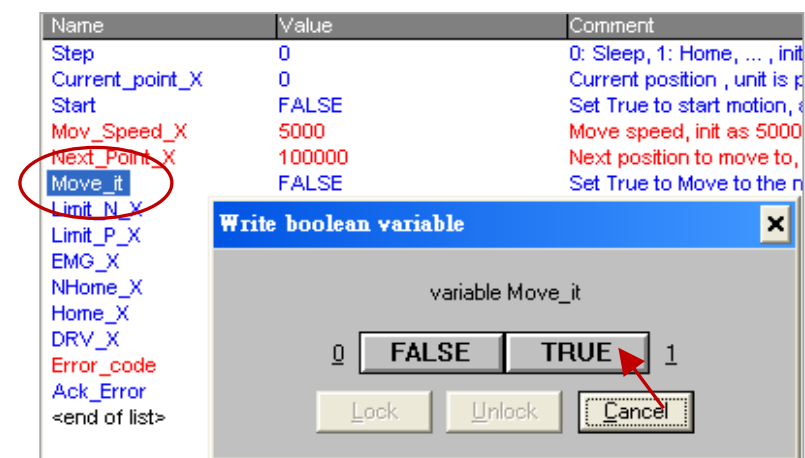 Name Value Comment
Step 0 0: Sleep, 1: Home, ... , init
Current_point_X 0 Current position , unit is p
Start FALSE Set True to start motion, a
Mov_Speed_X 5000 Move speed, init as 5000
Next_Point_X 100000 Next position to move to,
Move_it FALSE Set True to Move to the n
Limit_N_X
Limit_P_X
EMG_X
NHome_X
Home_X
DRV_X
Error_code
Ack_Error
<end of list>
Write boolean variable
variable Move_it
0 FALSE TRUE 1
Lock Unlock Cancel